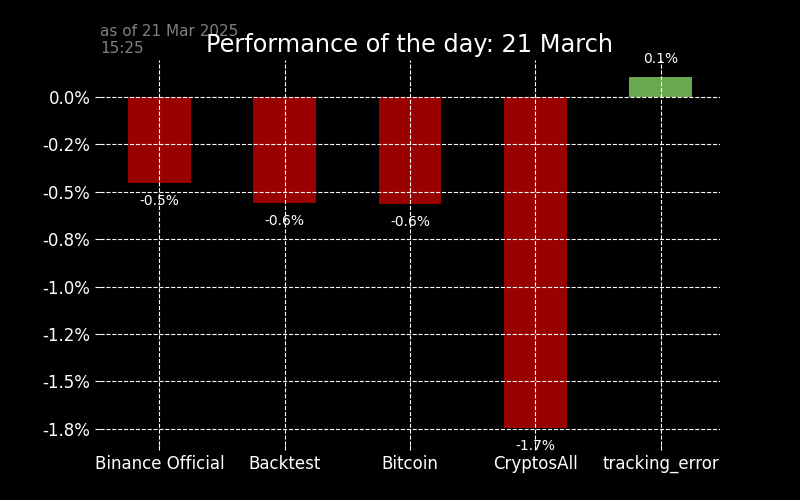 as of 21 Mar 2025
15:25
Performance of the day: 21 March
0.1%
0.0%
-0.2%
-0.5%
-0.8%
-1.0%
-1.2%
-1.5%
-1.8%
-0.5%
-0.6%
-0.6%
-1.7%
Binance Official
Backtest
Bitcoin
CryptosAll
tracking_error